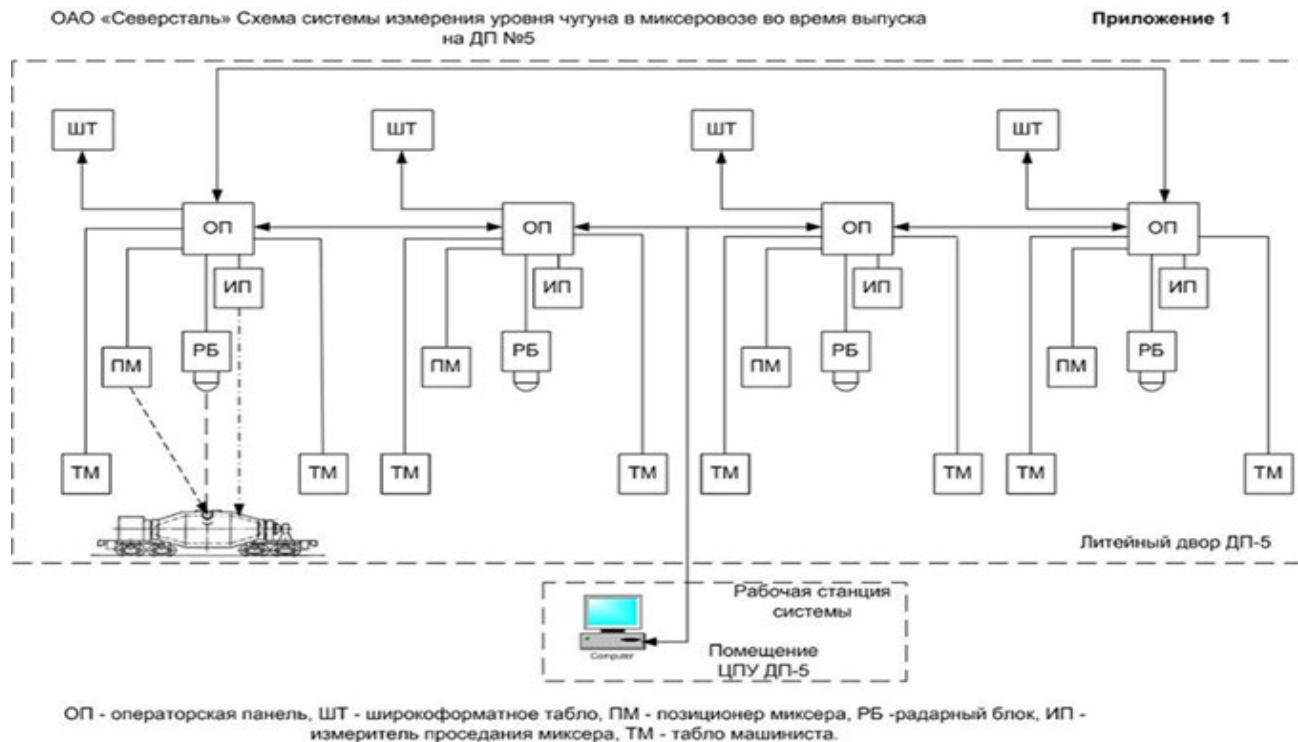 ОАО «Северсталь» Схема системы измерения уровня чугуна в миксеровозе во время выпуска
на ДП №5
Приложение 1
ШТ
ШТ
ШТ
ШТ
ОП
ОП
ОП
ОП
ИП
ИП
ИП
ИП
ПМ
РБ
ПМ
РБ
ПМ
РБ
ПМ
РБ
ТМ
ТМ
ТМ
ТМ
ТМ
ТМ
ТМ
ТМ
Литейный двор ДП-5
Рабочая станция
системы
Computer
Помещение
ЦПУ ДП-5
ОП - операторская панель, ШТ - широкоформатное табло, ПМ - позиционер миксера, РБ -радарный блок, ИП -
измеритель проседания миксера, ТМ - табло машиниста.